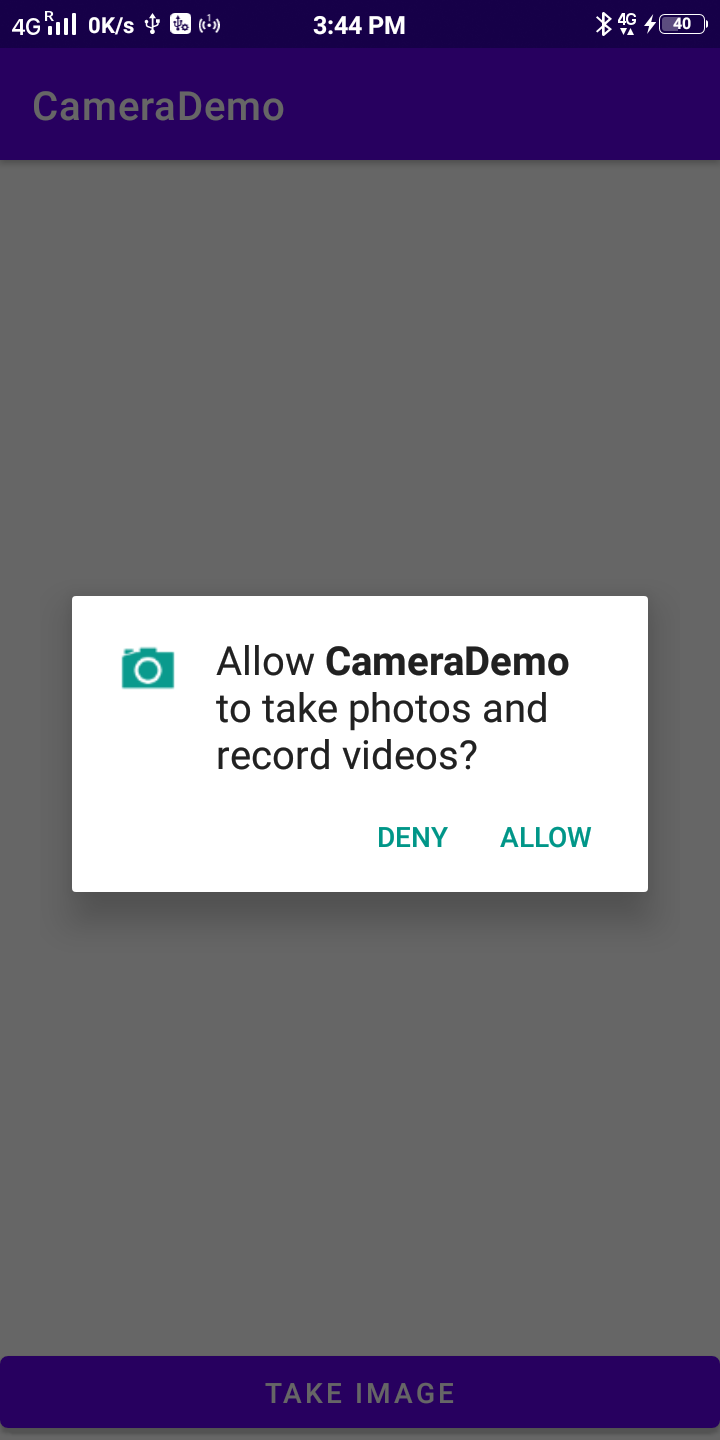 4G R 0K/s 3:44 PM 4G 40
CameraDemo
Allow CameraDemo
to take photos and
record videos?
DENY ALLOW
TAKE IMAGE